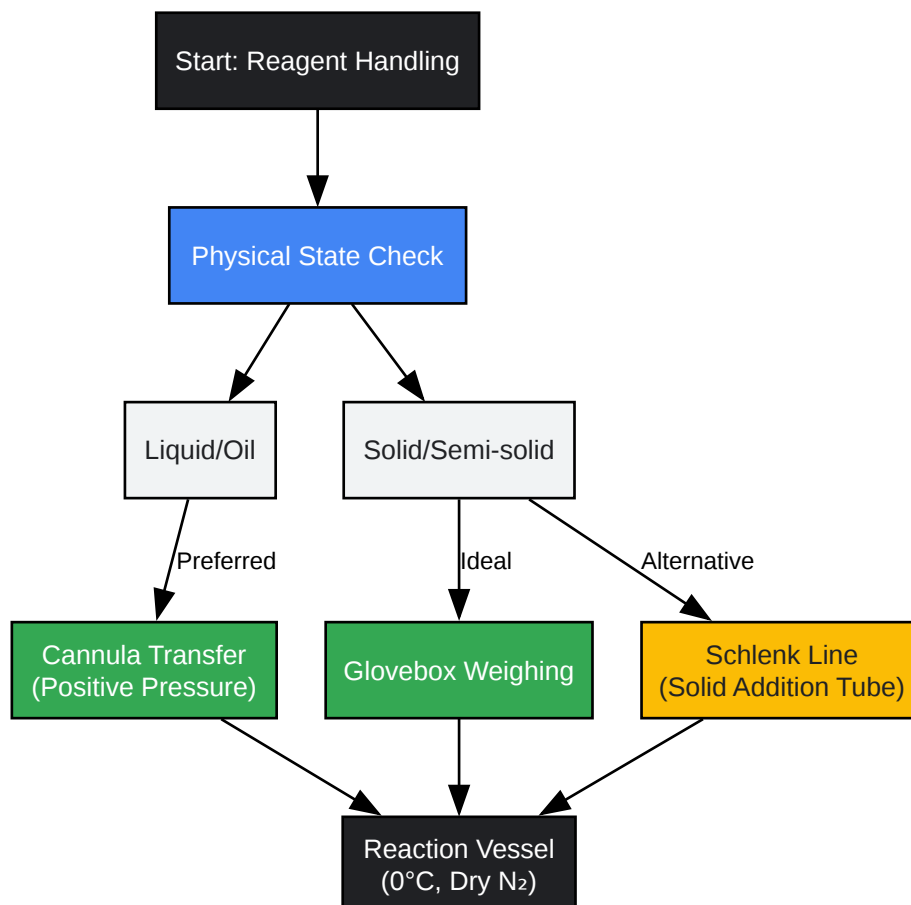 Start: Reagent Handling
Physical State Check
Liquid/Oil
Solid/Semi-solid
Preferred
Ideal
Alternative
Cannula Transfer
(Positive Pressure)
Glovebox Weighing
Schlenk Line
(Solid Addition Tube)
Reaction Vessel
(0°C, Dry N₂)